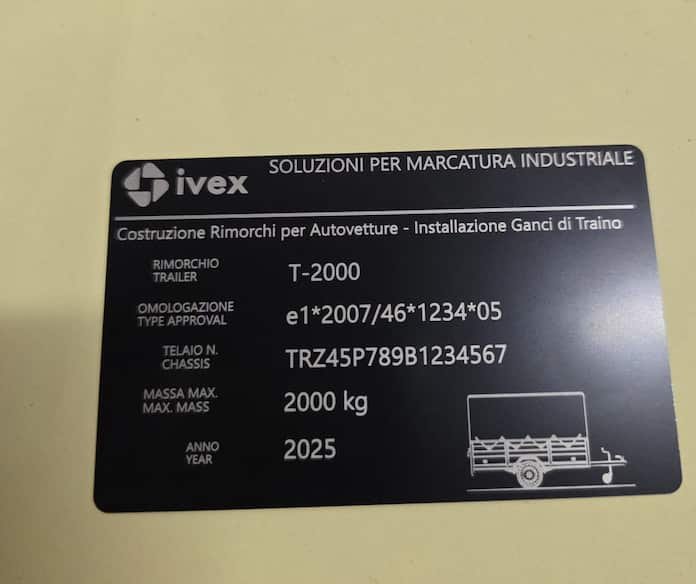 ivex
SOLUZIONI PER MARCATURA INDUSTRIALE
Costruzione Rimorchi per Autovetture - Installazione Ganci di Traino
RIMORCHIO
TRAILER
T-2000
OMOLOGAZIONE
TYPE APPROVAL
e1*2007/46*1234*05
TELAIO N.
CHASSIS
TRZ45P789B1234567
MASSA MAX.
MAX. MASS
2000 kg
ANNO
YEAR
2025